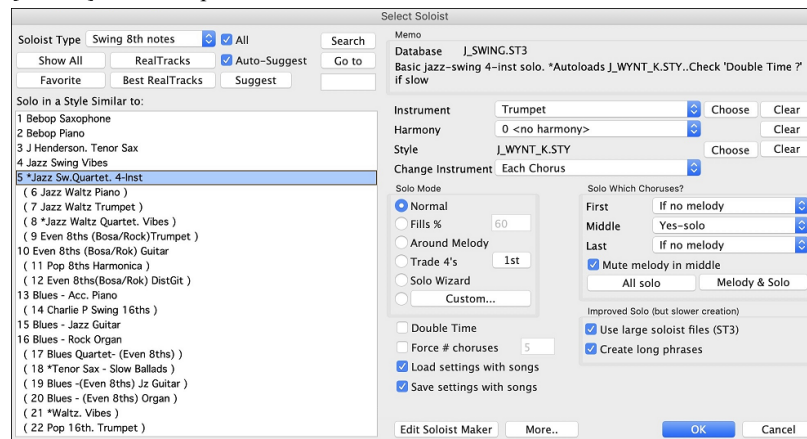 Select Soloist
Soloist Type Swing 8th notes All Search
Show All RealTracks Auto-Suggest Go to
Favorite Best RealTracks Suggest
Solo in a Style Similar to:
1 Bebop Saxophone
2 Bebop Piano
3 J Henderson. Tenor Sax
4 Jazz Swing Vibes
5 *Jazz Sw.Quartet. 4-Inst
( 6 Jazz Waltz Piano )
( 7 Jazz Waltz Trumpet )
( 8 *Jazz Waltz Quartet. Vibes )
( 9 Even 8ths (Bosa/Rock)Trumpet )
10 Even 8ths (Bosa/Rok) Guitar
( 11 Pop 8ths Harmonica )
( 12 Even 8ths(Bosa/Rok) DistGit )
13 Blues - Acc. Piano
( 14 Charlie P Swing 16ths )
15 Blues - Jazz Guitar
16 Blues - Rock Organ
( 17 Blues Quartet- (Even 8ths) )
( 18 *Tenor Sax - Slow Ballads )
( 19 Blues -(Even 8ths) Jz Guitar )
( 20 Blues - (Even 8ths) Organ )
( 21 *Waltz. Vibes )
( 22 Pop 16th. Trumpet )
Memo
Database J_SWING.ST3
Basic jazz-swing 4-inst solo. *Autoloads J_WYNT_K.STY..Check 'Double Time ?'
if slow
Instrument Trumpet Choose Clear
Harmony 0 <no harmony> Clear
Style J_WYNT_K.STY Choose Clear
Change Instrument Each Chorus
Solo Mode
Normal
Fills % 60
Around Melody
Trade 4's 1st
Solo Wizard
Custom...
Double Time
Force # choruses 5
Load settings with songs
Save settings with songs
Solo Which Choruses?
First If no melody
Middle Yes-solo
Last If no melody
Mute melody in middle
All solo Melody & Solo
Improved Solo (but slower creation)
Use large soloist files (ST3)
Create long phrases
Edit Soloist Maker More.. OK Cancel